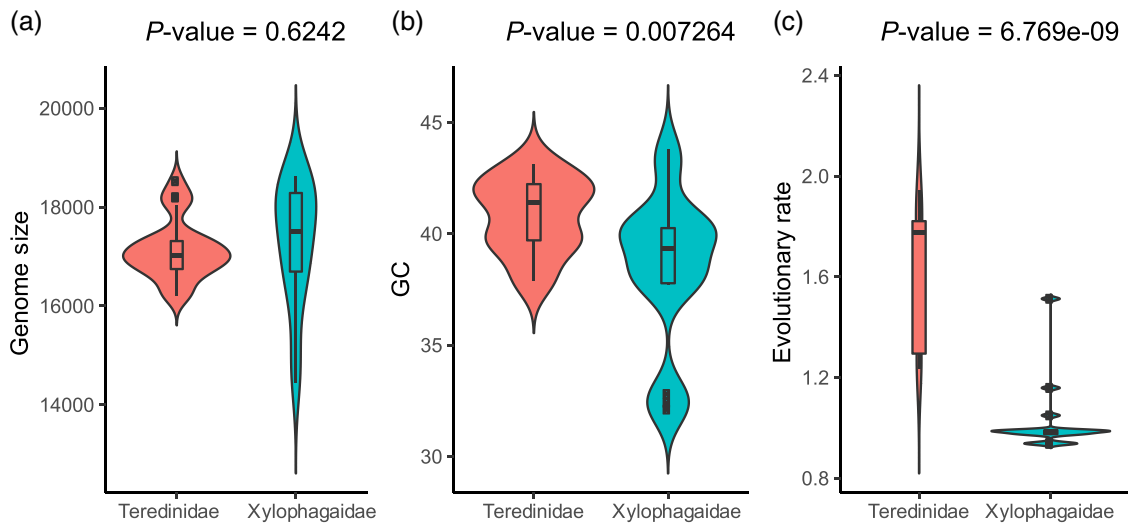 (a)
P-value = 0.6242
Genome size
20000
18000
16000
14000
Teredinidae
Xylophagaidae
(b)
P-value = 0.007264
GC
45
40
35
30
Teredinidae
Xylophagaidae
(c)
P-value = 6.769e-09
Evolutionary rate
2.4
2.0
1.6
1.2
0.8
Teredinidae
Xylophagaidae